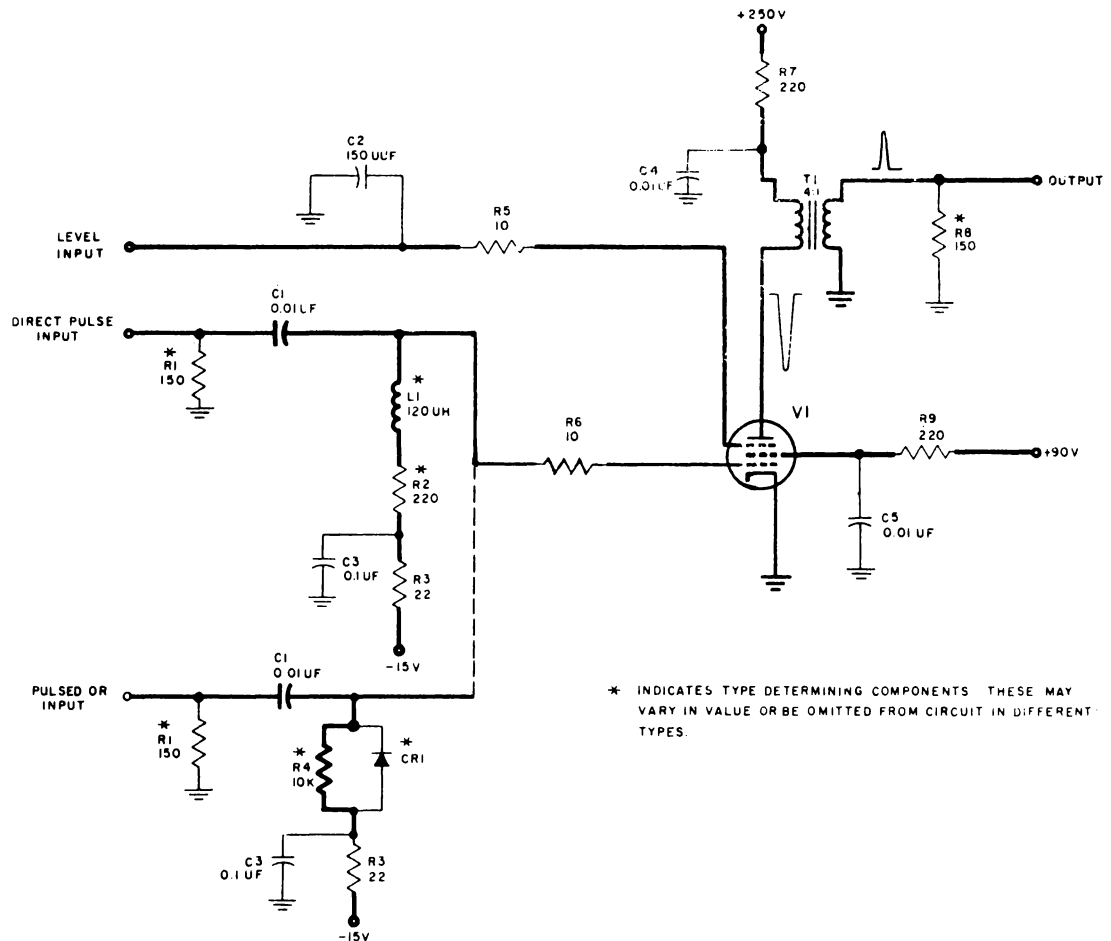 +250V
R7
220
C2
150 UUF
C4
0.01UF
T1
4:1
OUTPUT
*
R8
150
LEVEL
INPUT
R5
10
C1
0.01UF
DIRECT PULSE
INPUT
*
R1
150
*
L1
120UH
V1
R6
10
R9
220
+90V
*
R2
220
C5
0.01UF
C3
0.1UF
R3
22
-15V
C1
0.01UF
PULSED OR
INPUT
*
R1
150
* INDICATES TYPE DETERMINING COMPONENTS THESE MAY
VARY IN VALUE OR BE OMITTED FROM CIRCUIT IN DIFFERENT
TYPES.
*
R4
10K
*
CR1
C3
0.1UF
R3
22
-15V